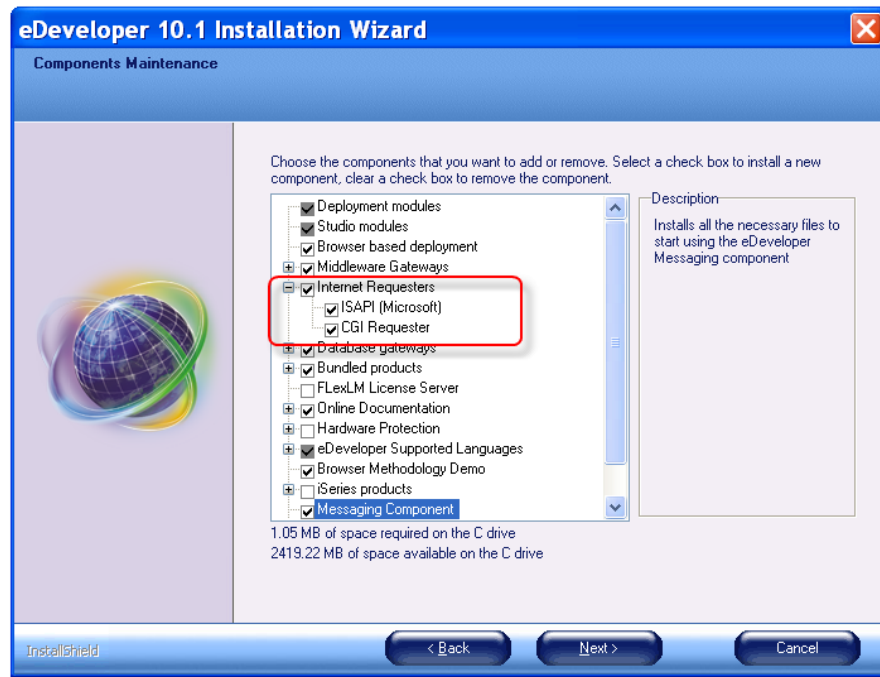 eDeveloper 10.1 Installation Wizard
Components Maintenance
Choose the components that you want to add or remove. Select a check box to install a new
component, clear a check box to remove the component.
Deployment modules
Studio modules
Browser based deployment
Middleware Gateways
Internet Requesters
ISAPI (Microsoft)
CGI Requester
Database gateways
Bundled products
FLexLM License Server
Online Documentation
Hardware Protection
eDeveloper Supported Languages
Browser Methodology Demo
iSeries products
Messaging Component
Description
Installs all the necessary files to
start using the eDeveloper
Messaging component
1.05 MB of space required on the C drive
2419.22 MB of space available on the C drive
InstallShield
< Back
Next >
Cancel